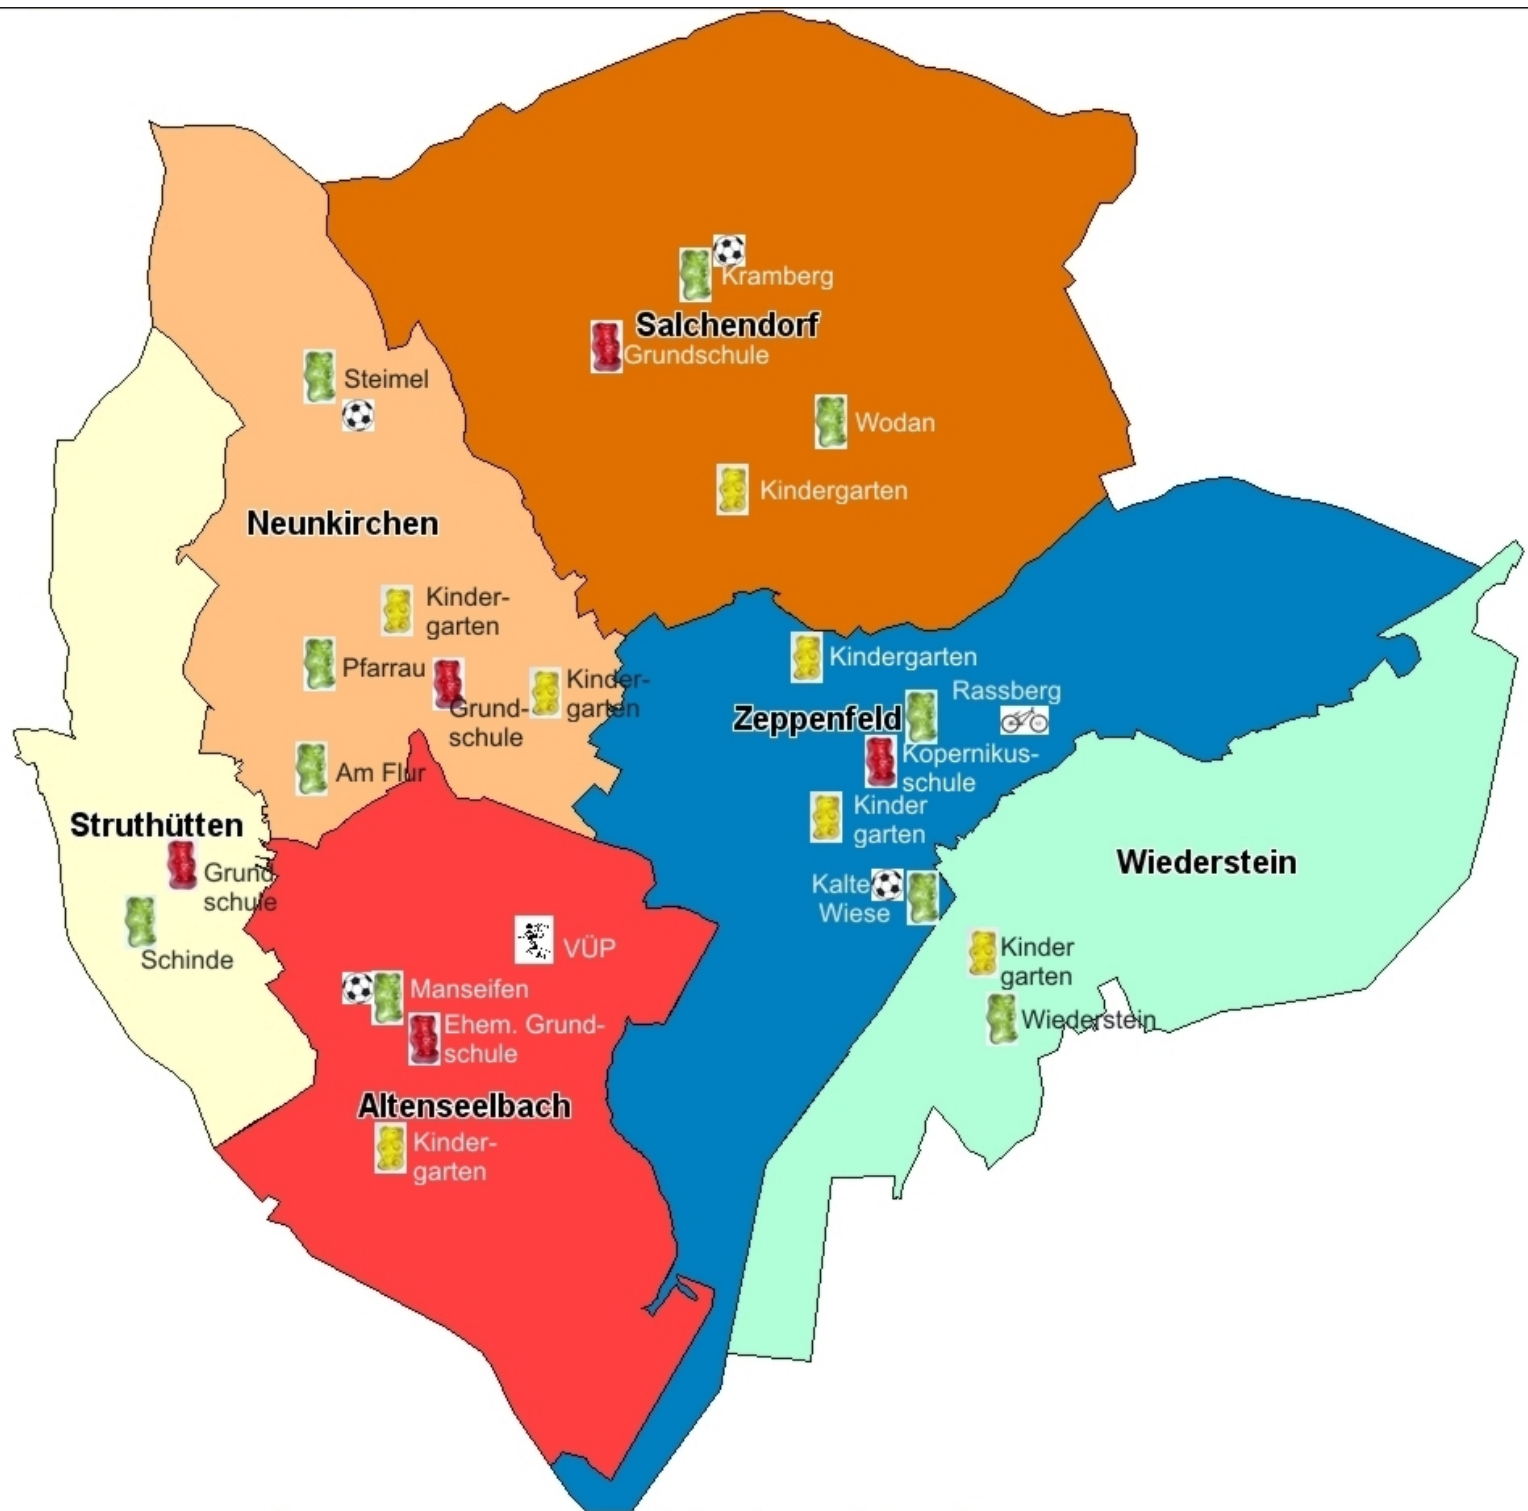 Kramberg
Salchendorf
Grundschule
Steimel
Wodan
Kindergarten
Neunkirchen
Kinder-
garten
Pfarrau
Grund-
schule
Kinder-
garten
Am Flur
Kindergarten
Rassberg
Zeppenfeld
Kopernikus-
schule
Kinder
garten
Kalte
Wiese
Struthütten
Grund
schule
Schinde
Wiederstein
Kinder
garten
Wiederstein
VÜP
Manseifen
Ehem. Grund-
schule
Altenseelbach
Kinder-
garten